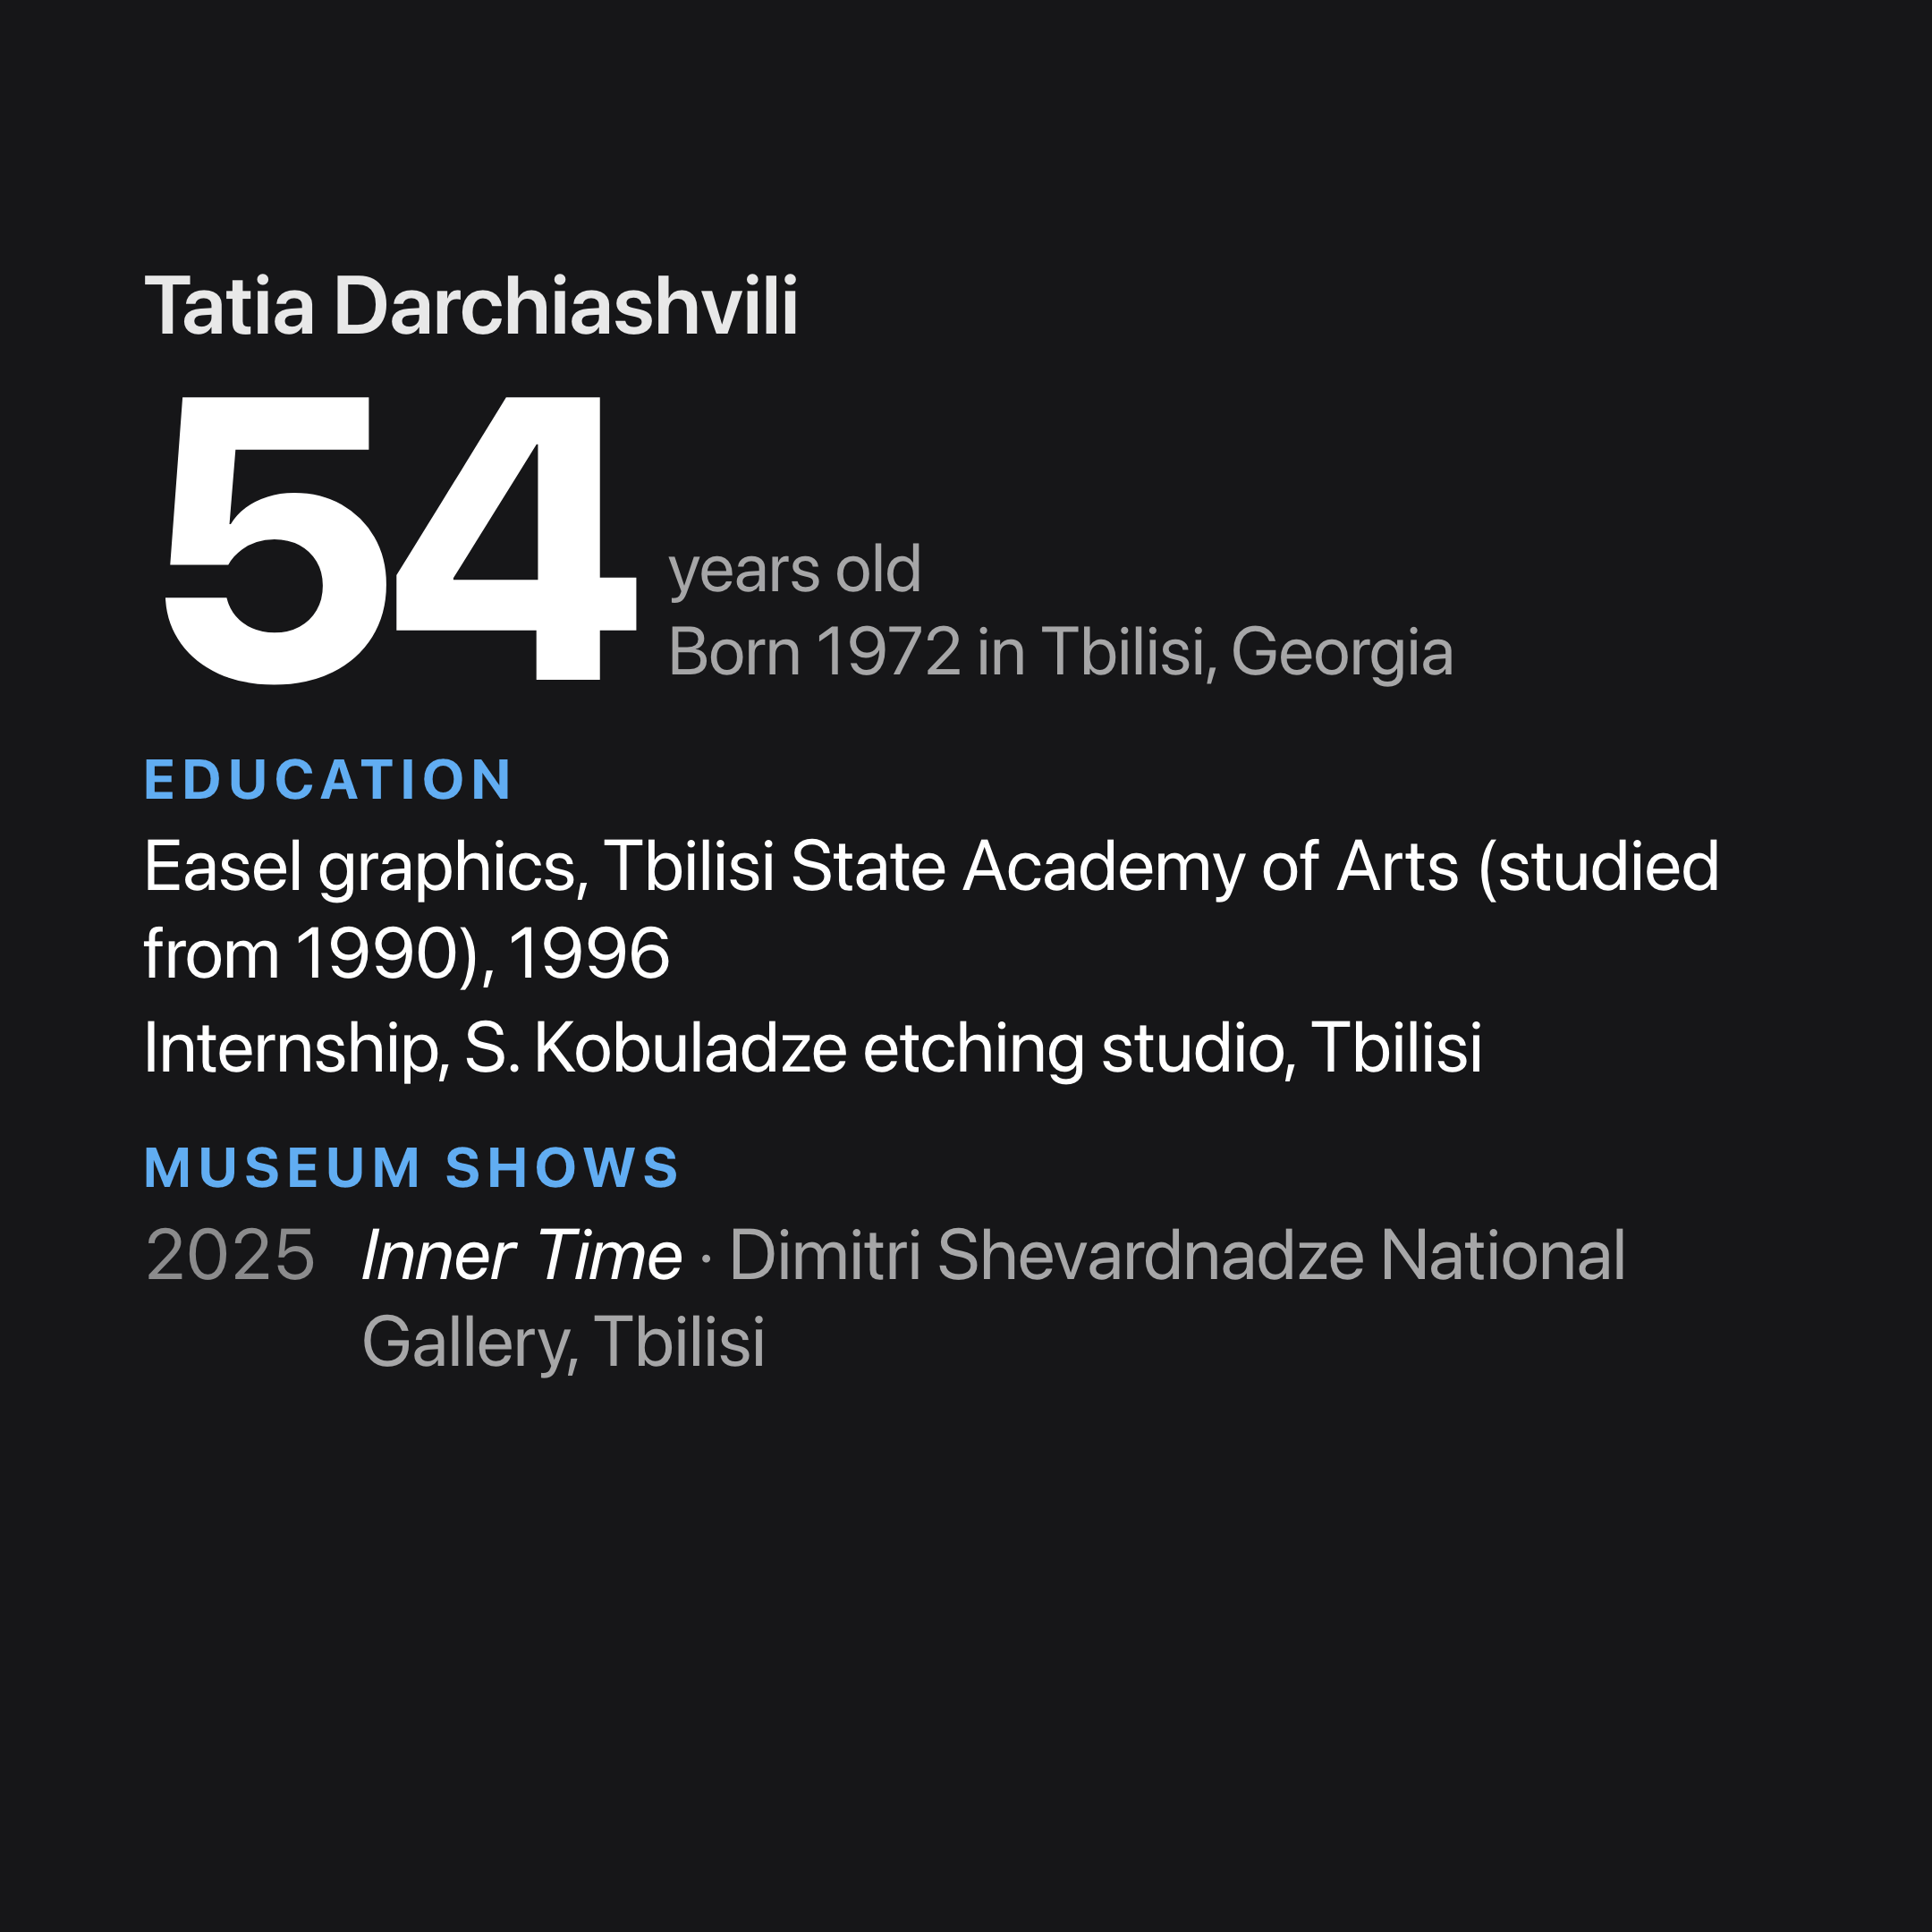 Tatia Darchiashvili
54
years old
Born 1972 in Tbilisi, Georgia
EDUCATION
Easel graphics, Tbilisi State Academy of Arts (studied
from 1990), 1996
Internship, S. Kobuladze etching studio, Tbilisi
MUSEUM SHOWS
2025 Inner Time · Dimitri Shevardnadze National
Gallery, Tbilisi